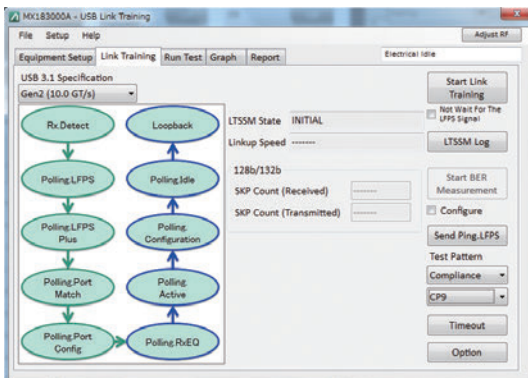 MX183000A - USB Link Training
File Setup Help
Adjust RF
Equipment Setup Link Training Run Test Graph Report
Electrical Idle
USB 3.1 Specification
Gen2 (10.0 GT/s)
Rx.Detect
Polling.LFPS
Polling.LFPS
Plus
Polling.Port
Match
Polling.Port
Config
Polling.RxEQ
Polling.
Active
Polling.
Configuration
Polling.Idle
Loopback
LTSSM State INITIAL
Linkup Speed -------
128b/132b
SKP Count (Received) -------
SKP Count (Transmitted) -------
Start Link
Training
Not Wait For The
LFPS Signal
LTSSM Log
Start BER
Measurement
Configure
Send Ping.LFPS
Test Pattern
Compliance
CP9
Timeout
Option